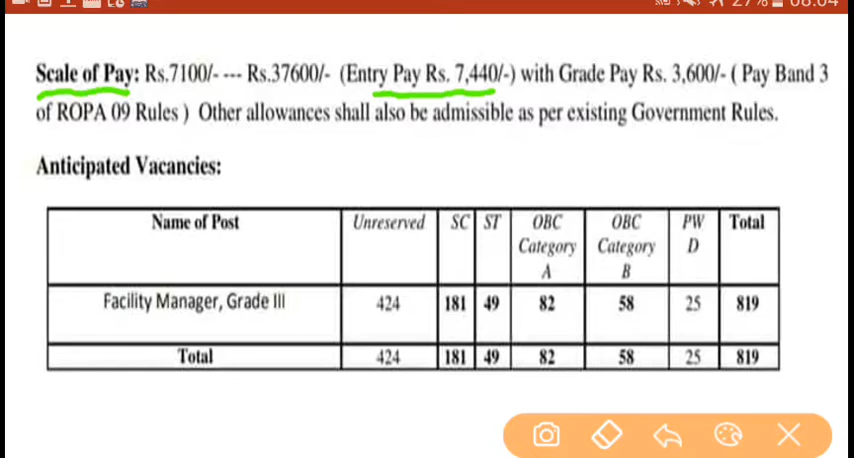 Scale of Pay: Rs.7100/- --- Rs.37600/- (Entry Pay Rs. 7,440/-) with Grade Pay Rs. 3,600/- ( Pay Band 3
of ROPA 09 Rules ) Other allowances shall also be admissible as per existing Government Rules.
Anticipated Vacancies:
Name of Post Unreserved SC ST OBC Category A OBC Category B PW D Total
Facility Manager, Grade III 424 181 49 82 58 25 819
Total 424 181 49 82 58 25 819